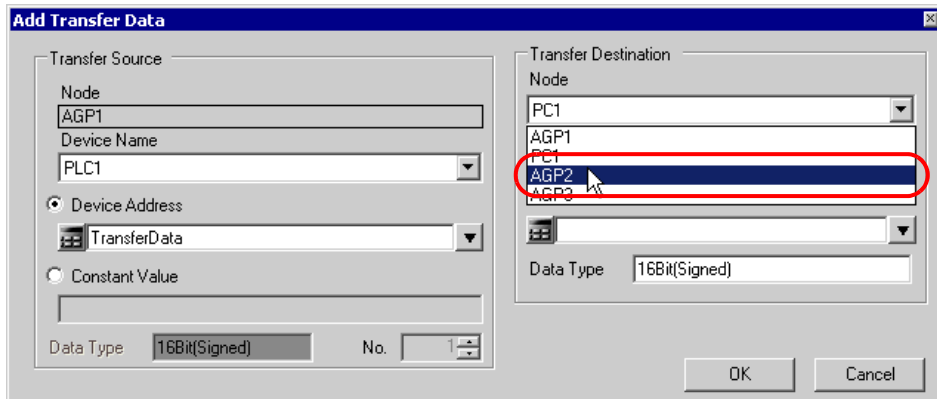 Add Transfer Data
Transfer Source
Node
AGP1
Device Name
PLC1
Device Address
TransferData
Constant Value
Data Type 16Bit(Signed) No. 1
Transfer Destination
Node
PC1
AGP1
PC1
AGP2
AGP3
Data Type 16Bit(Signed)
OK Cancel